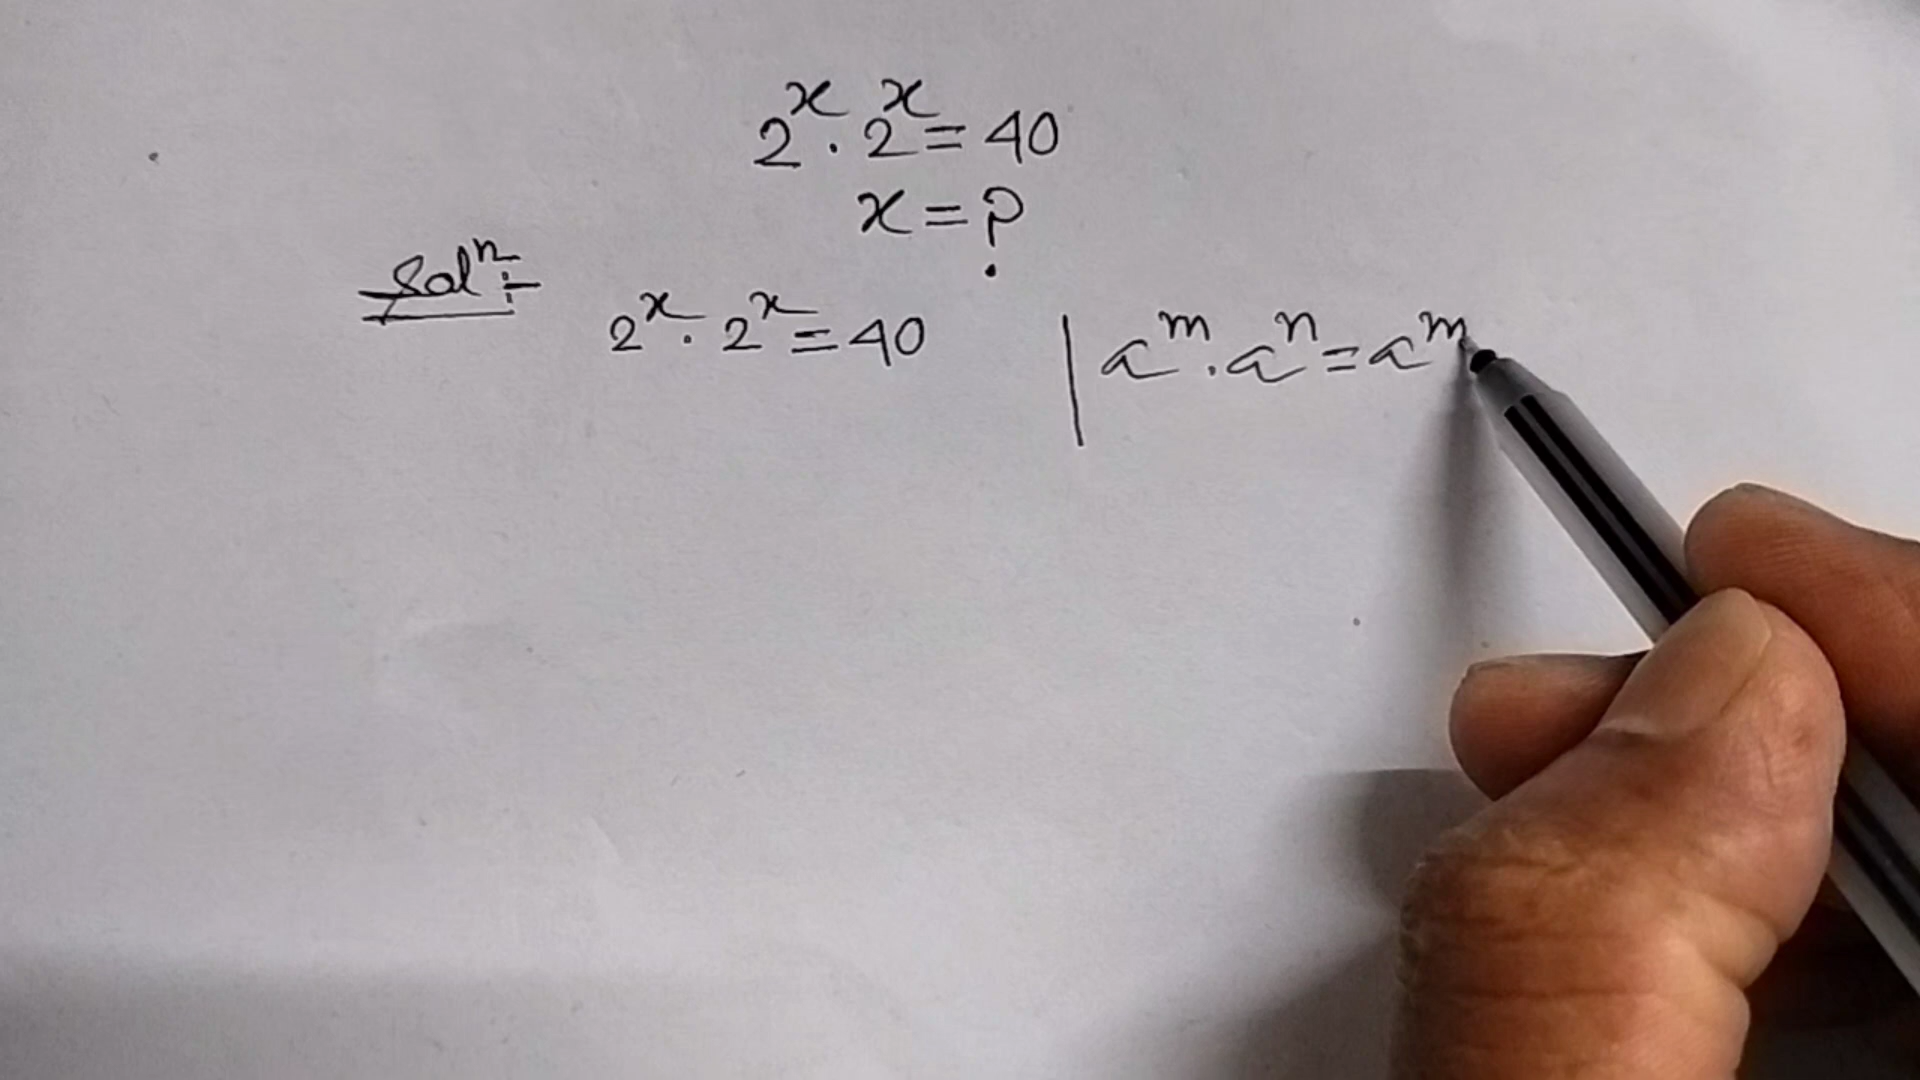 2^x . 2^x = 40
x = ?
Sol^n :-
2^x . 2^x = 40 | a^m . a^n = a^m